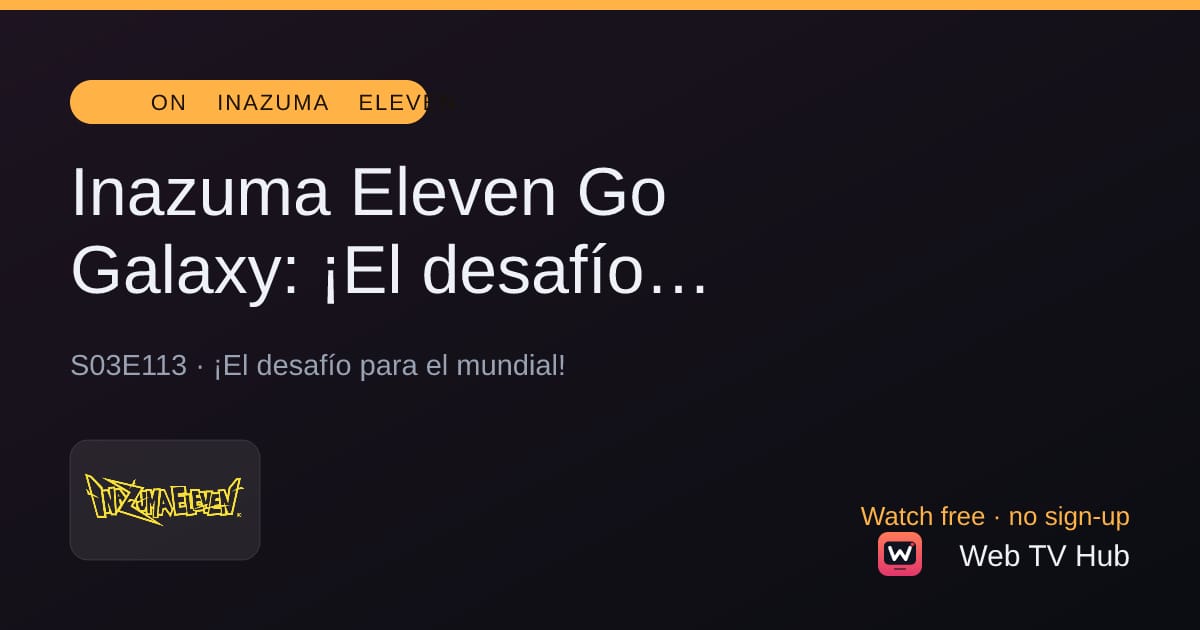 ON INAZUMA ELEVEN
Inazuma Eleven Go
Galaxy: ¡El desafío…
S03E113 · ¡El desafío para el mundial!
INAZUMA ELEVEN
Watch free · no sign-up
W Web TV Hub